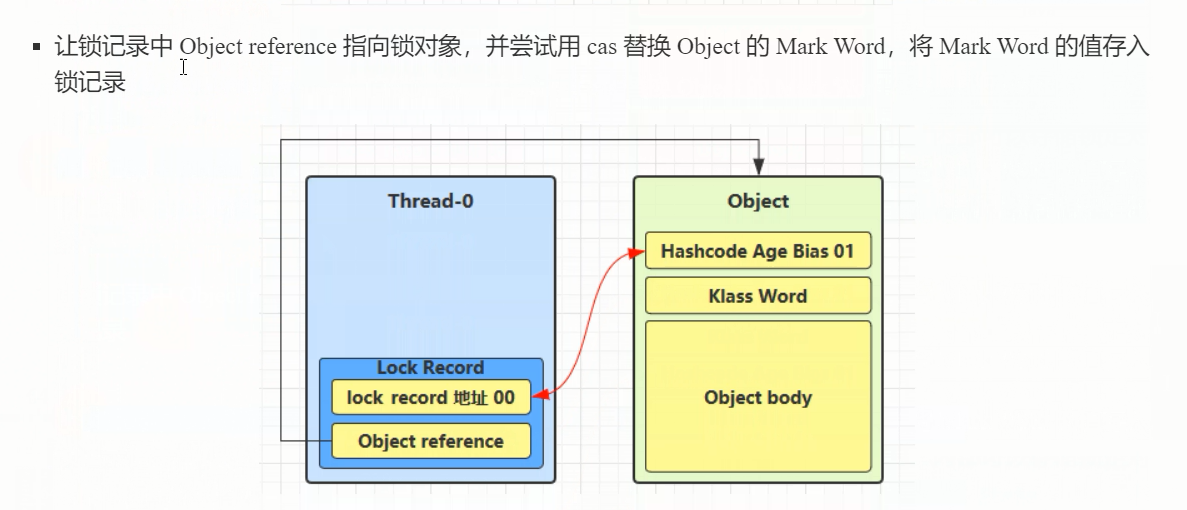 让锁记录中 Object reference 指向锁对象，并尝试用 cas 替换 Object 的 Mark Word，将 Mark Word 的值存入
锁记录
Thread-0
Object
Hashcode Age Bias 01
Klass Word
Lock Record
lock record 地址 00
Object body
Object reference